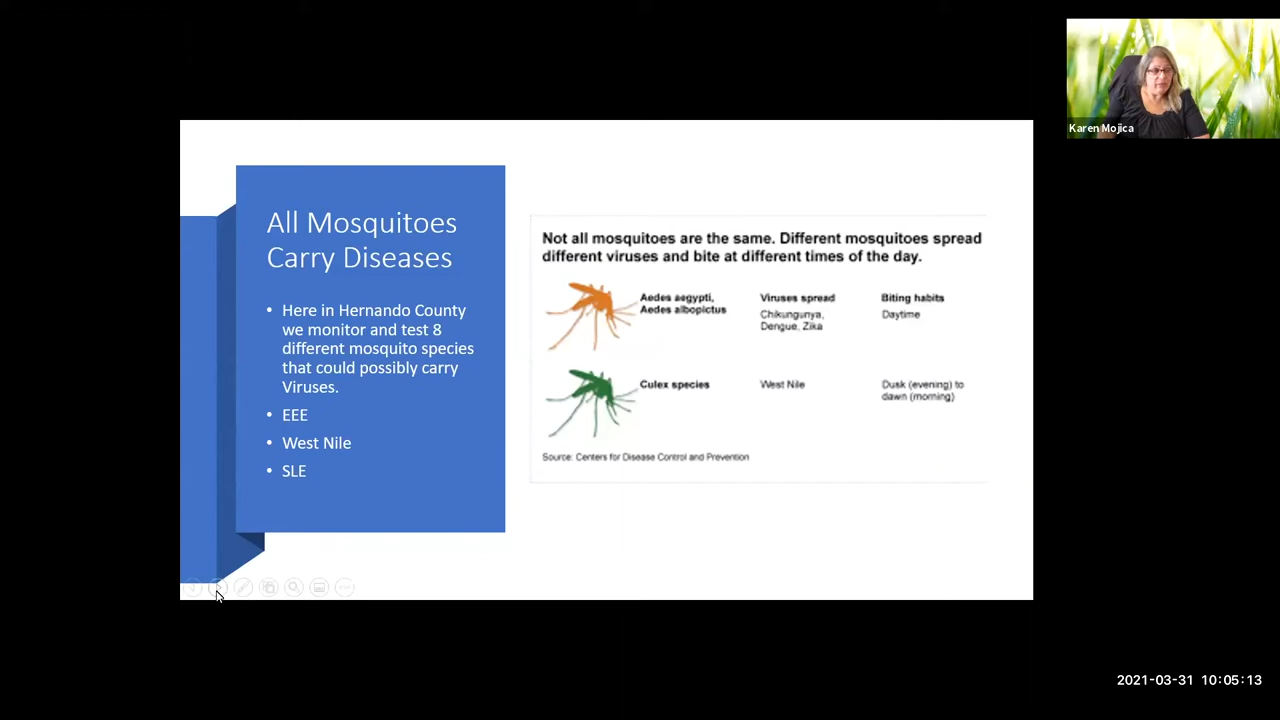 Karen Mojica
All Mosquitoes
Carry Diseases
• Here in Hernando County
we monitor and test 8
different mosquito species
that could possibly carry
Viruses.
• EEE
• West Nile
• SLE
Not all mosquitoes are the same. Different mosquitoes spread
different viruses and bite at different times of the day.
Aedes aegypti,
Aedes albopictus
Viruses spread
Chikungunya,
Dengue, Zika
Biting habits
Daytime
Culex species
West Nile
Dusk (evening) to
dawn (morning)
Source: Centers for Disease Control and Prevention
2021-03-31 10:05:13